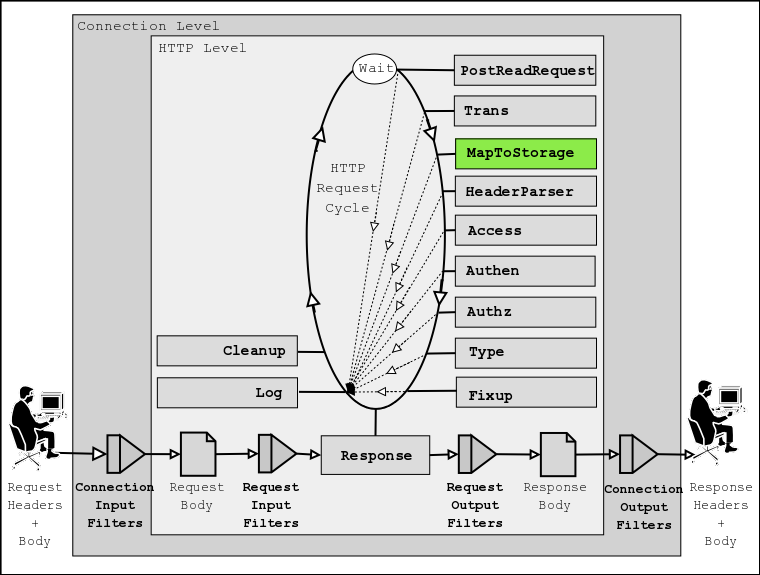 Connection Level
HTTP Level
Wait
PostReadRequest
Trans
MapToStorage
HTTP
Request
Cycle
HeaderParser
Access
Authen
Authz
Cleanup
Type
Log
Fixup
Response
Request
Headers
+
Body
Connection
Input
Filters
Request
Body
Request
Input
Filters
Request
Output
Filters
Response
Body
Connection
Output
Filters
Response
Headers
+
Body